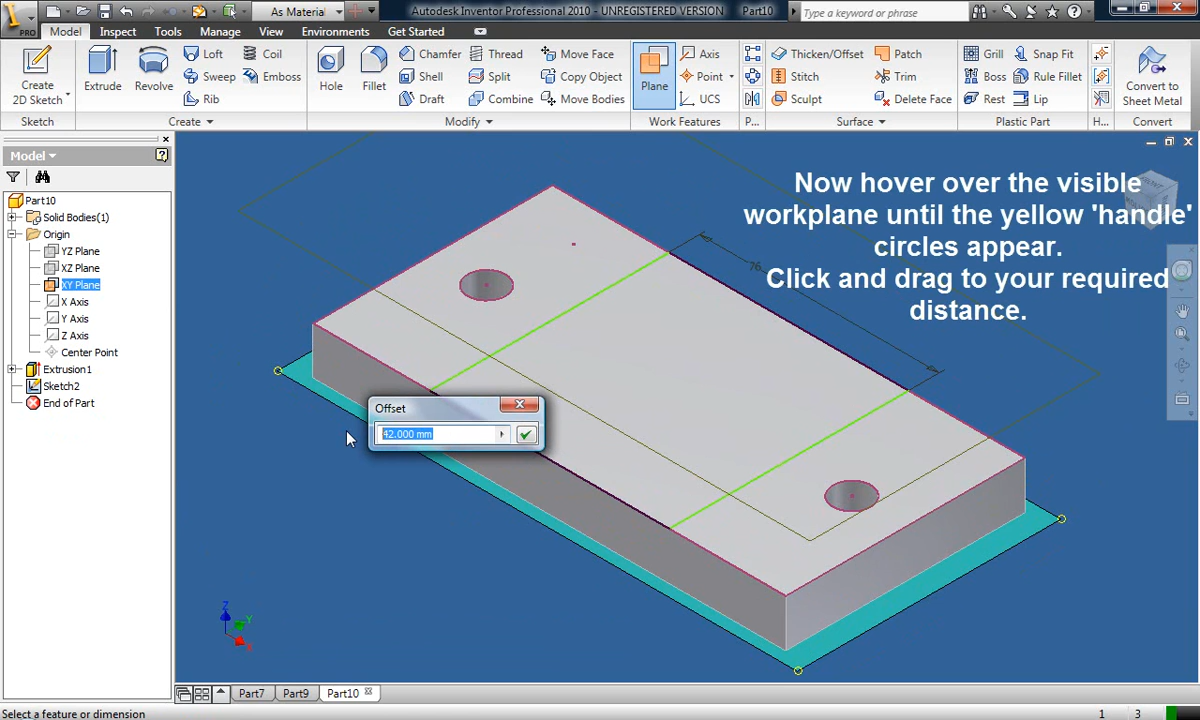 As Material
Autodesk Inventor Professional 2010 - UNREGISTERED VERSION
Part10
Type a keyword or phrase
PRO
Model
Inspect
Tools
Manage
View
Environments
Get Started
Create
2D Sketch
Extrude
Revolve
Loft
Coil
Sweep
Emboss
Rib
Hole
Fillet
Chamfer
Thread
Move Face
Shell
Split
Copy Object
Draft
Combine
Move Bodies
Plane
Axis
Point
UCS
Thicken/Offset
Patch
Stitch
Trim
Sculpt
Delete Face
Grill
Snap Fit
Boss
Rule Fillet
Rest
Lip
Convert to
Sheet Metal
Sketch
Create
Modify
Work Features
P...
Surface
Plastic Part
H...
Convert
Model
Part10
Solid Bodies(1)
Origin
YZ Plane
XZ Plane
XY Plane
X Axis
Y Axis
Z Axis
Center Point
Extrusion1
Sketch2
End of Part
Now hover over the visible
workplane until the yellow 'handle'
circles appear.
Click and drag to your required
distance.
76
Offset
42.000 mm
Z
Y
X
Part7
Part9
Part10
Select a feature or dimension
1
3